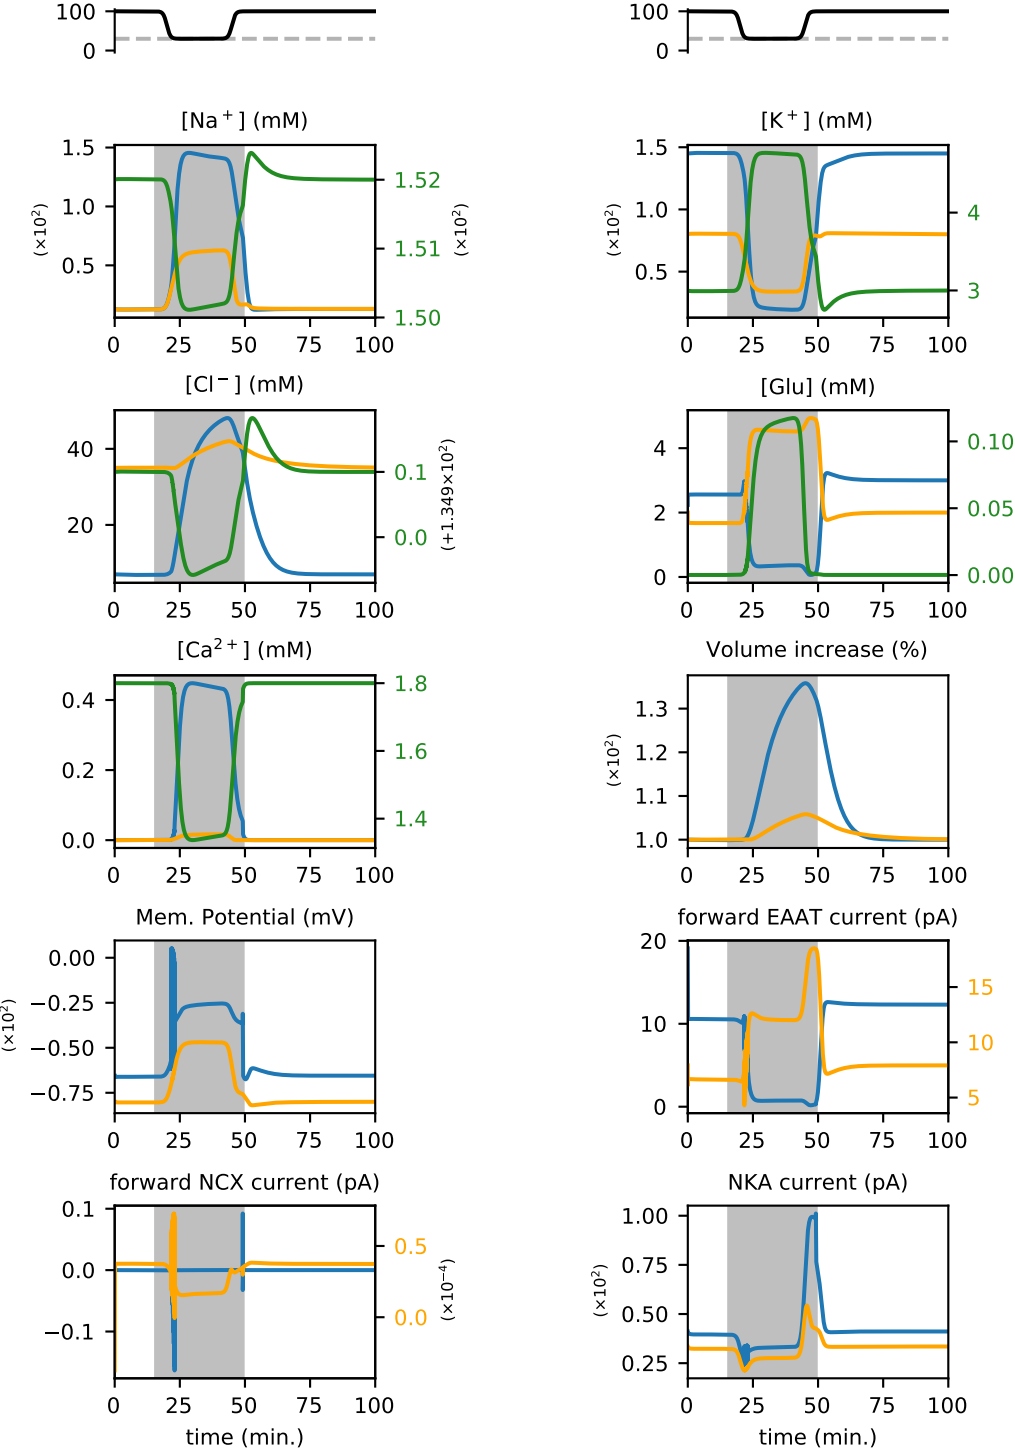 100
0
100
0
[Na⁺] (mM)
1.5
1.0
0.5
(×10²)
1.52
1.51
1.50
(×10²)
0 25 50 75 100
[K⁺] (mM)
1.5
1.0
0.5
(×10²)
4
3
0 25 50 75 100
[Cl⁻] (mM)
40
20
0.1
0.0
(+1.349×10²)
0 25 50 75 100
[Glu] (mM)
4
2
0
0.10
0.05
0.00
0 25 50 75 100
[Ca²⁺] (mM)
0.4
0.2
0.0
1.8
1.6
1.4
0 25 50 75 100
Volume increase (%)
1.3
1.2
1.1
1.0
(×10²)
0 25 50 75 100
Mem. Potential (mV)
0.00
−0.25
−0.50
−0.75
(×10²)
0 25 50 75 100
forward EAAT current (pA)
20
10
0
15
10
5
0 25 50 75 100
forward NCX current (pA)
0.1
0.0
−0.1
0.5
0.0
(×10⁻⁴)
0 25 50 75 100
time (min.)
NKA current (pA)
1.00
0.75
0.50
0.25
(×10²)
0 25 50 75 100
time (min.)